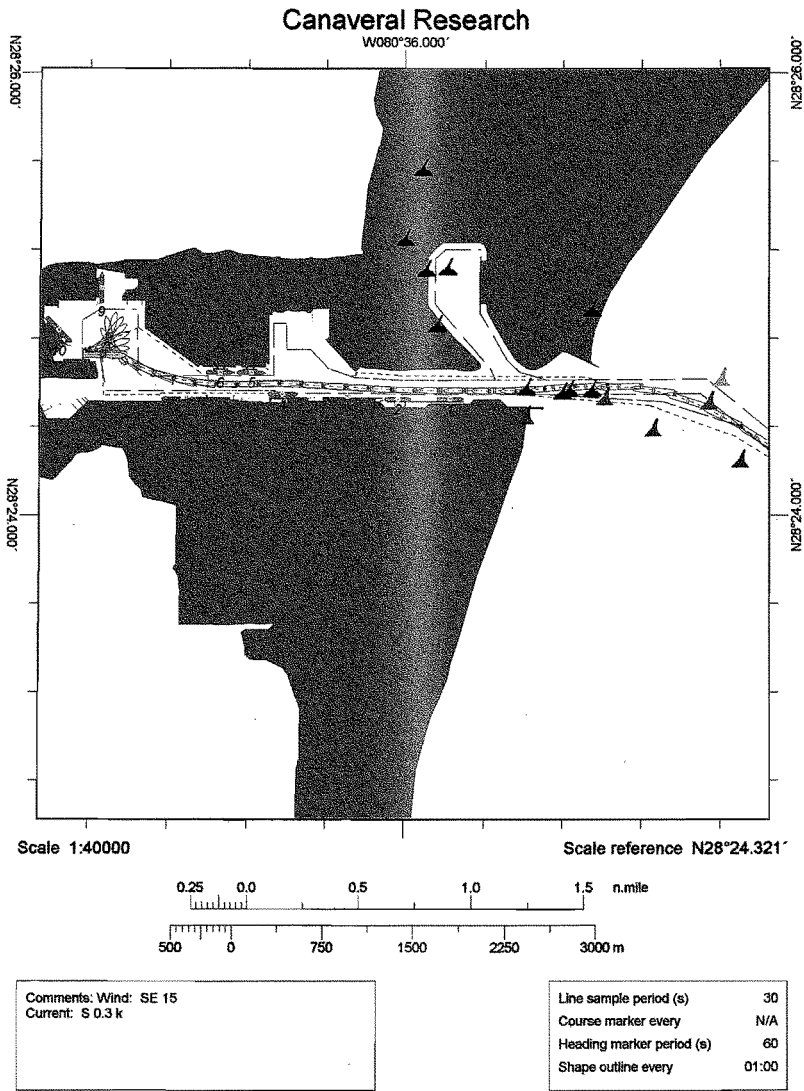 Canaveral Research
W080°36.000´
N28°26.000´
N28°26.000´
9
6
5
N28°24.000´
N28°24.000´
Scale 1:40000
Scale reference N28°24.321´
0.25 0.0 0.5 1.0 1.5 n.mile
500 0 750 1500 2250 3000 m
Comments: Wind: SE 15
Current: S 0.3 k
Line sample period (s) 30
Course marker every N/A
Heading marker period (s) 60
Shape outline every 01:00